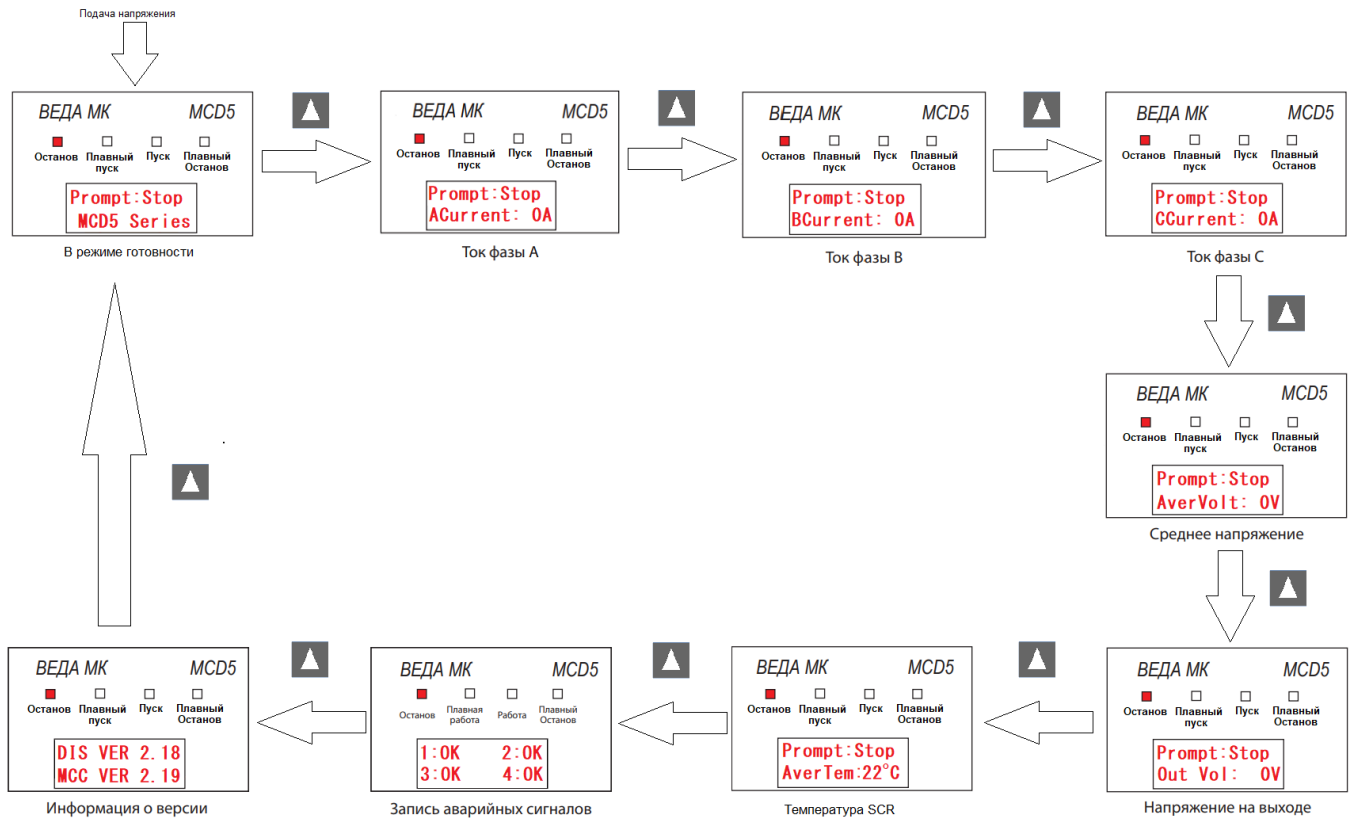 Подача напряжения
ВЕДА МК MCD5
Останов Плавный пуск Пуск Плавный Останов
Prompt:Stop
MCD5 Series
В режиме готовности
ВЕДА МК MCD5
Останов Плавный пуск Пуск Плавный Останов
Prompt:Stop
ACurrent: 0A
Ток фазы A
ВЕДА МК MCD5
Останов Плавный пуск Пуск Плавный Останов
Prompt:Stop
BCurrent: 0A
Ток фазы B
ВЕДА МК MCD5
Останов Плавный пуск Пуск Плавный Останов
Prompt:Stop
CCurrent: 0A
Ток фазы C
ВЕДА МК MCD5
Останов Плавный пуск Пуск Плавный Останов
Prompt:Stop
AverVolt: 0V
Среднее напряжение
ВЕДА МК MCD5
Останов Плавный пуск Пуск Плавный Останов
Prompt:Stop
Out Vol: 0V
Напряжение на выходе
ВЕДА МК MCD5
Останов Плавный пуск Пуск Плавный Останов
Prompt:Stop
AverTem:22°C
Температура SCR
ВЕДА МК MCD5
Останов Плавная работа Работа Плавный Останов
1:OK 2:OK
3:OK 4:OK
Запись аварийных сигналов
ВЕДА МК MCD5
Останов Плавный пуск Пуск Плавный Останов
DIS VER 2.18
MCC VER 2.19
Информация о версии